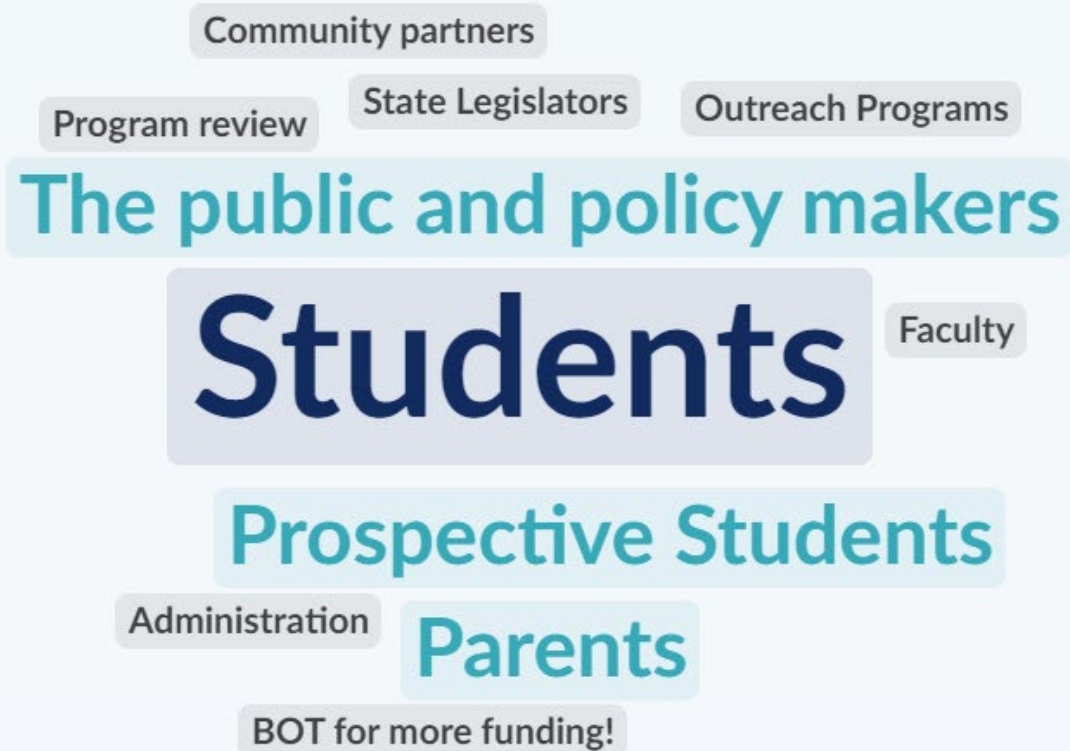 Community partners
State Legislators
Outreach Programs
Program review
The public and policy makers
Students
Faculty
Prospective Students
Administration
Parents
BOT for more funding!